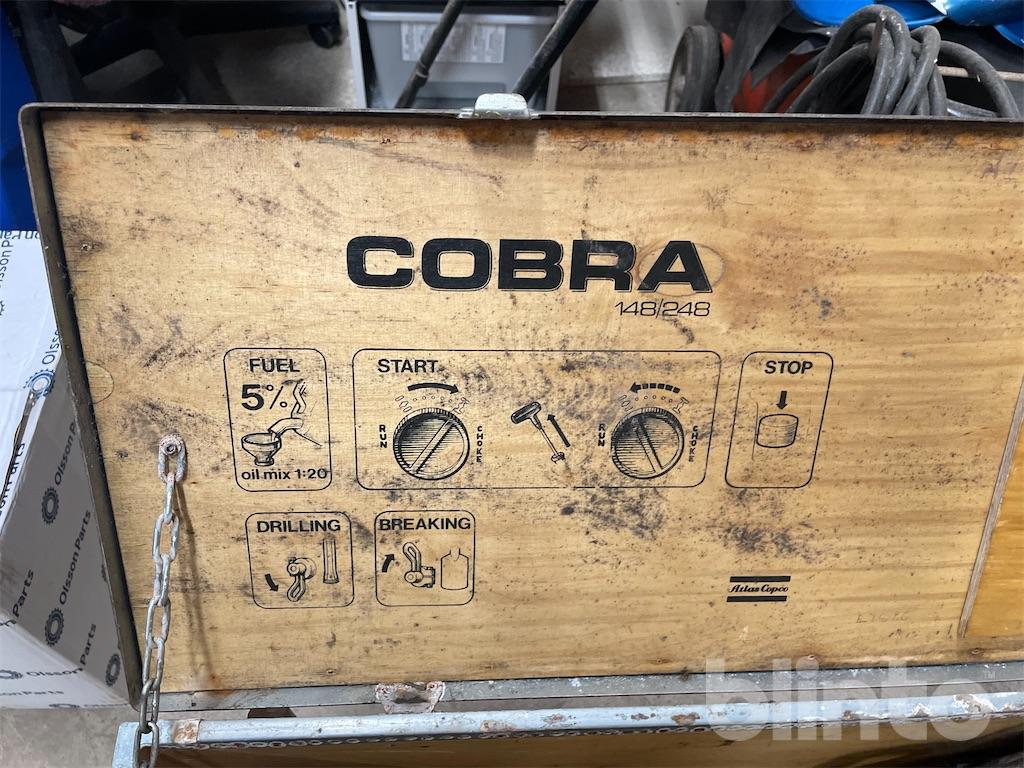 COBRA
148/248
FUEL
5%
oil.mix 1:20
START
RUN
CHOKE
RUN
CHOKE
STOP
DRILLING
BREAKING
Atlas Copco
Olsson Parts
Olsson Parts
Olsson Parts
blinto